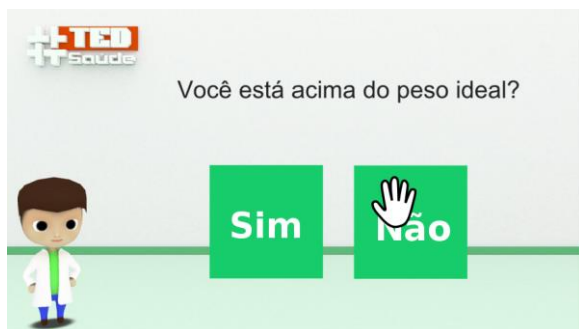 ++TED
Saúde
Você está acima do peso ideal?
Sim
Não